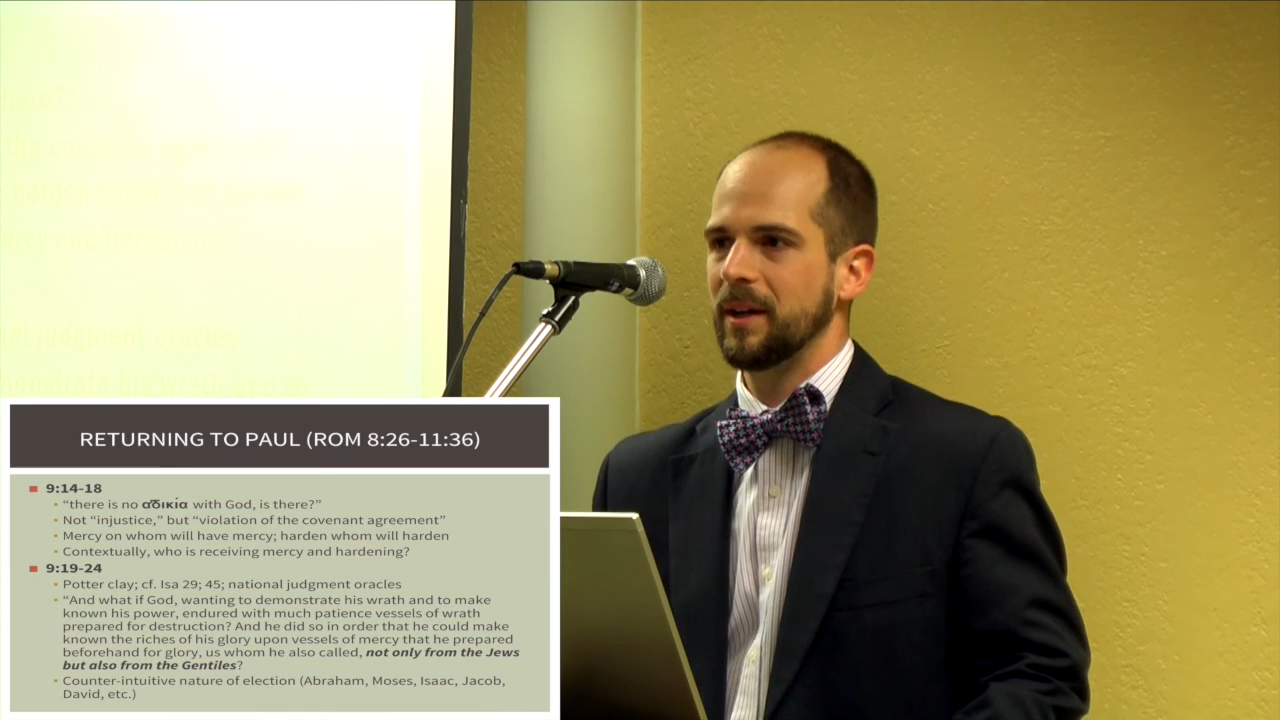 judgment oracles
RETURNING TO PAUL (ROM 8:26-11:36)
9:14-18
“there is no ἀδικία with God, is there?”
Not “injustice,” but “violation of the covenant agreement”
Mercy on whom will have mercy; harden whom will harden
Contextually, who is receiving mercy and hardening?
9:19-24
Potter clay; cf. Isa 29; 45; national judgment oracles
“And what if God, wanting to demonstrate his wrath and to make
known his power, endured with much patience vessels of wrath
prepared for destruction? And he did so in order that he could make
known the riches of his glory upon vessels of mercy that he prepared
beforehand for glory, us whom he also called, not only from the Jews
but also from the Gentiles?
Counter-intuitive nature of election (Abraham, Moses, Isaac, Jacob,
David, etc.)